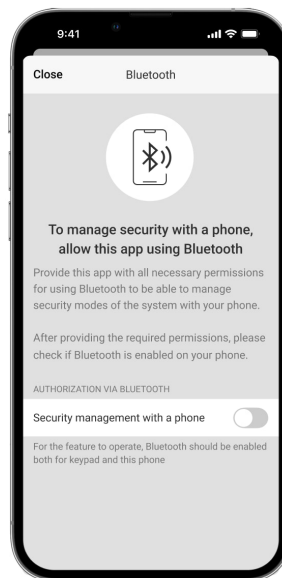 9:41
Close Bluetooth
To manage security with a phone,
allow this app using Bluetooth
Provide this app with all necessary permissions
for using Bluetooth to be able to manage
security modes of the system with your phone.
After providing the required permissions, please
check if Bluetooth is enabled on your phone.
AUTHORIZATION VIA BLUETOOTH
Security management with a phone
For the feature to operate, Bluetooth should be enabled
both for keypad and this phone